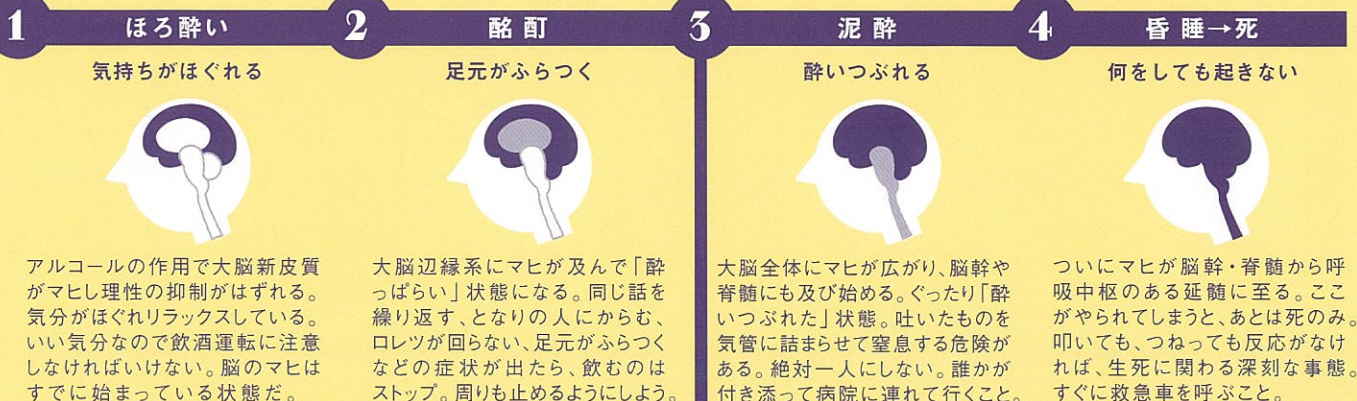 1 ほろ酔い
気持ちがほぐれる
アルコールの作用で大脳新皮質
がマヒし理性の抑制がはずれる。
気分がほぐれリラックスしている。
いい気分なので飲酒運転に注意
しなければいけない。脳のマヒは
すでに始まっている状態だ。
2 酩酊
足元がふらつく
大脳辺縁系にマヒが及んで「酔
っぱらい」状態になる。同じ話を
繰り返す、となりの人にからむ、
ロレツが回らない、足元がふらつく
などの症状が出たら、飲むのは
ストップ。周りも止めるようにしよう。
3 泥酔
酔いつぶれる
大脳全体にマヒが広がり、脳幹や
脊髄にも及び始める。ぐったり「酔
いつぶれた」状態。吐いたものを
気管に詰まらせて窒息する危険が
ある。絶対一人にしない。誰かが
付き添って病院に連れて行くこと。
4 昏睡→死
何をしても起きない
ついにマヒが脳幹・脊髄から呼
吸中枢のある延髄に至る。ここ
がやられてしまうと、あとは死のみ。
叩いても、つねっても反応がなけ
れば、生死に関わる深刻な事態。
すぐに救急車を呼ぶこと。